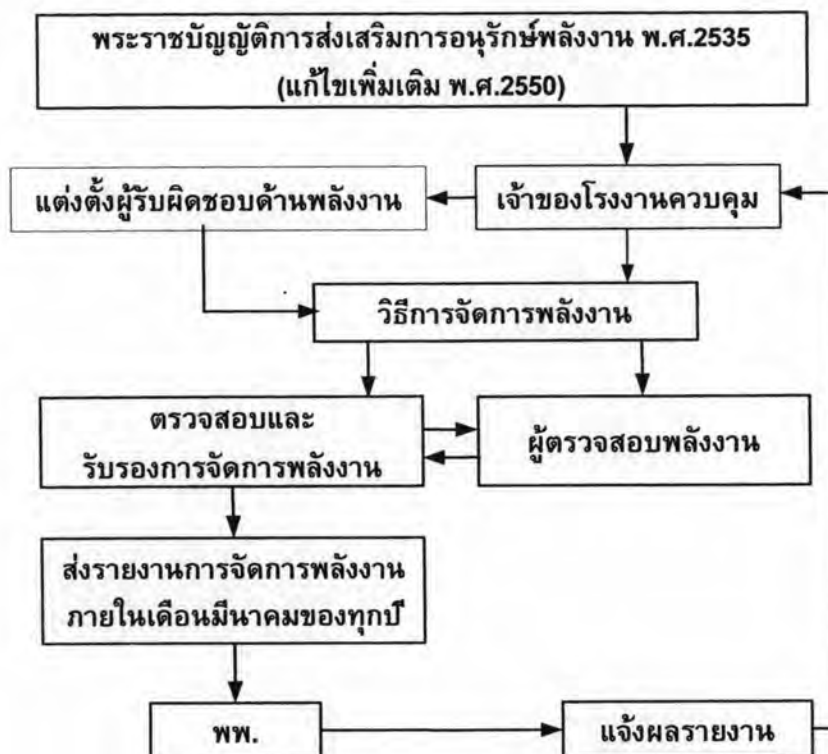 พระราชบัญญัติการส่งเสริมการอนุรักษ์พลังงาน พ.ศ.2535
(แก้ไขเพิ่มเติม พ.ศ.2550)
แต่งตั้งผู้รับผิดชอบด้านพลังงาน
เจ้าของโรงงานควบคุม
วิธีการจัดการพลังงาน
ตรวจสอบและ
รับรองการจัดการพลังงาน
ผู้ตรวจสอบพลังงาน
ส่งรายงานการจัดการพลังงาน
ภายในเดือนมีนาคมของทุกปี
พพ.
แจ้งผลรายงาน